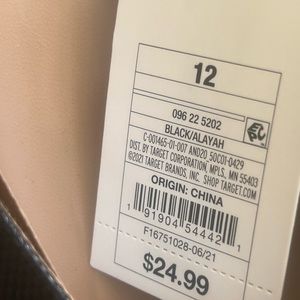 12
096 22 5202
BLACK/ALAYAH
C-001465-01-007 AND20 50C01-0429
DIST. BY TARGET CORPORATION, MPLS, MN 55403
©2021 TARGET BRANDS, INC. SHOP TARGET.COM
ORIGIN: CHINA
1 91904 54442 1
F16751028-06/21
$24.99